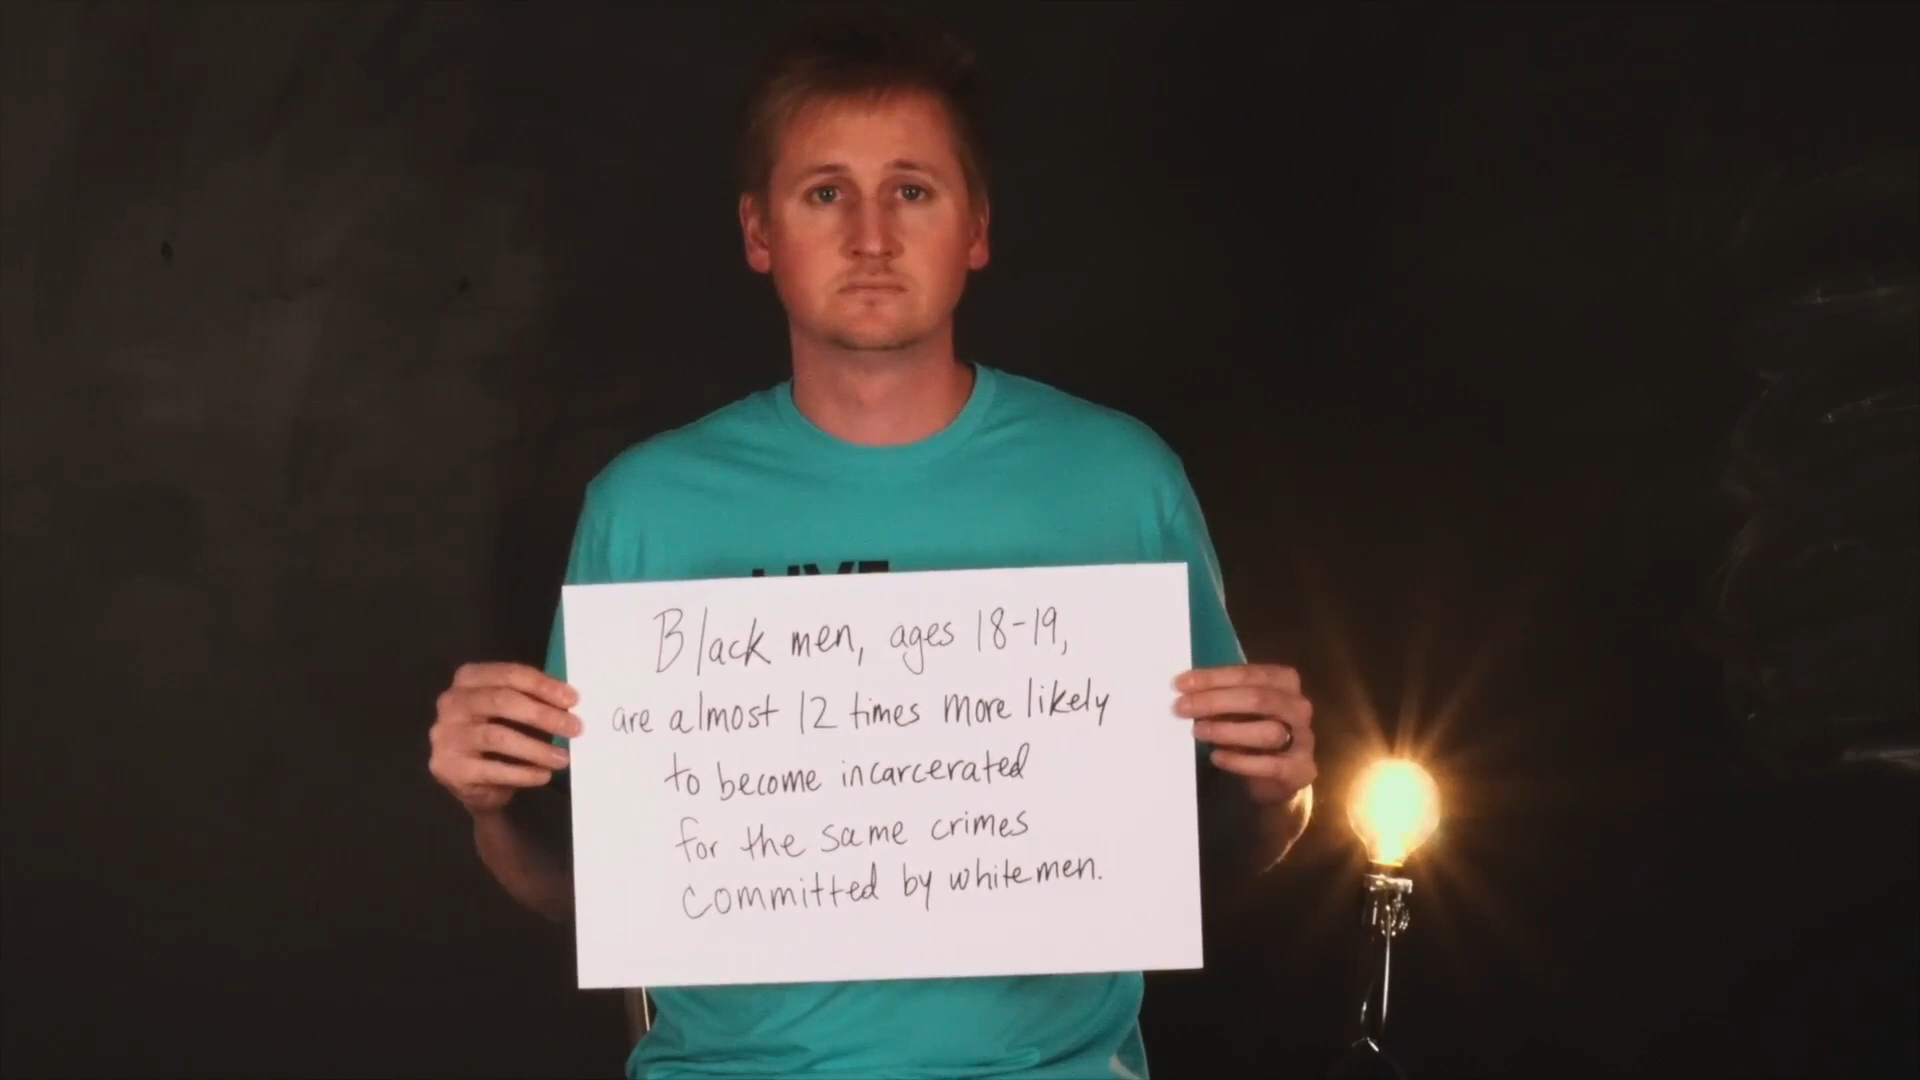 LIVE
Black men, ages 18-19,
are almost 12 times more likely
to become incarcerated
for the same crimes
committed by white men.